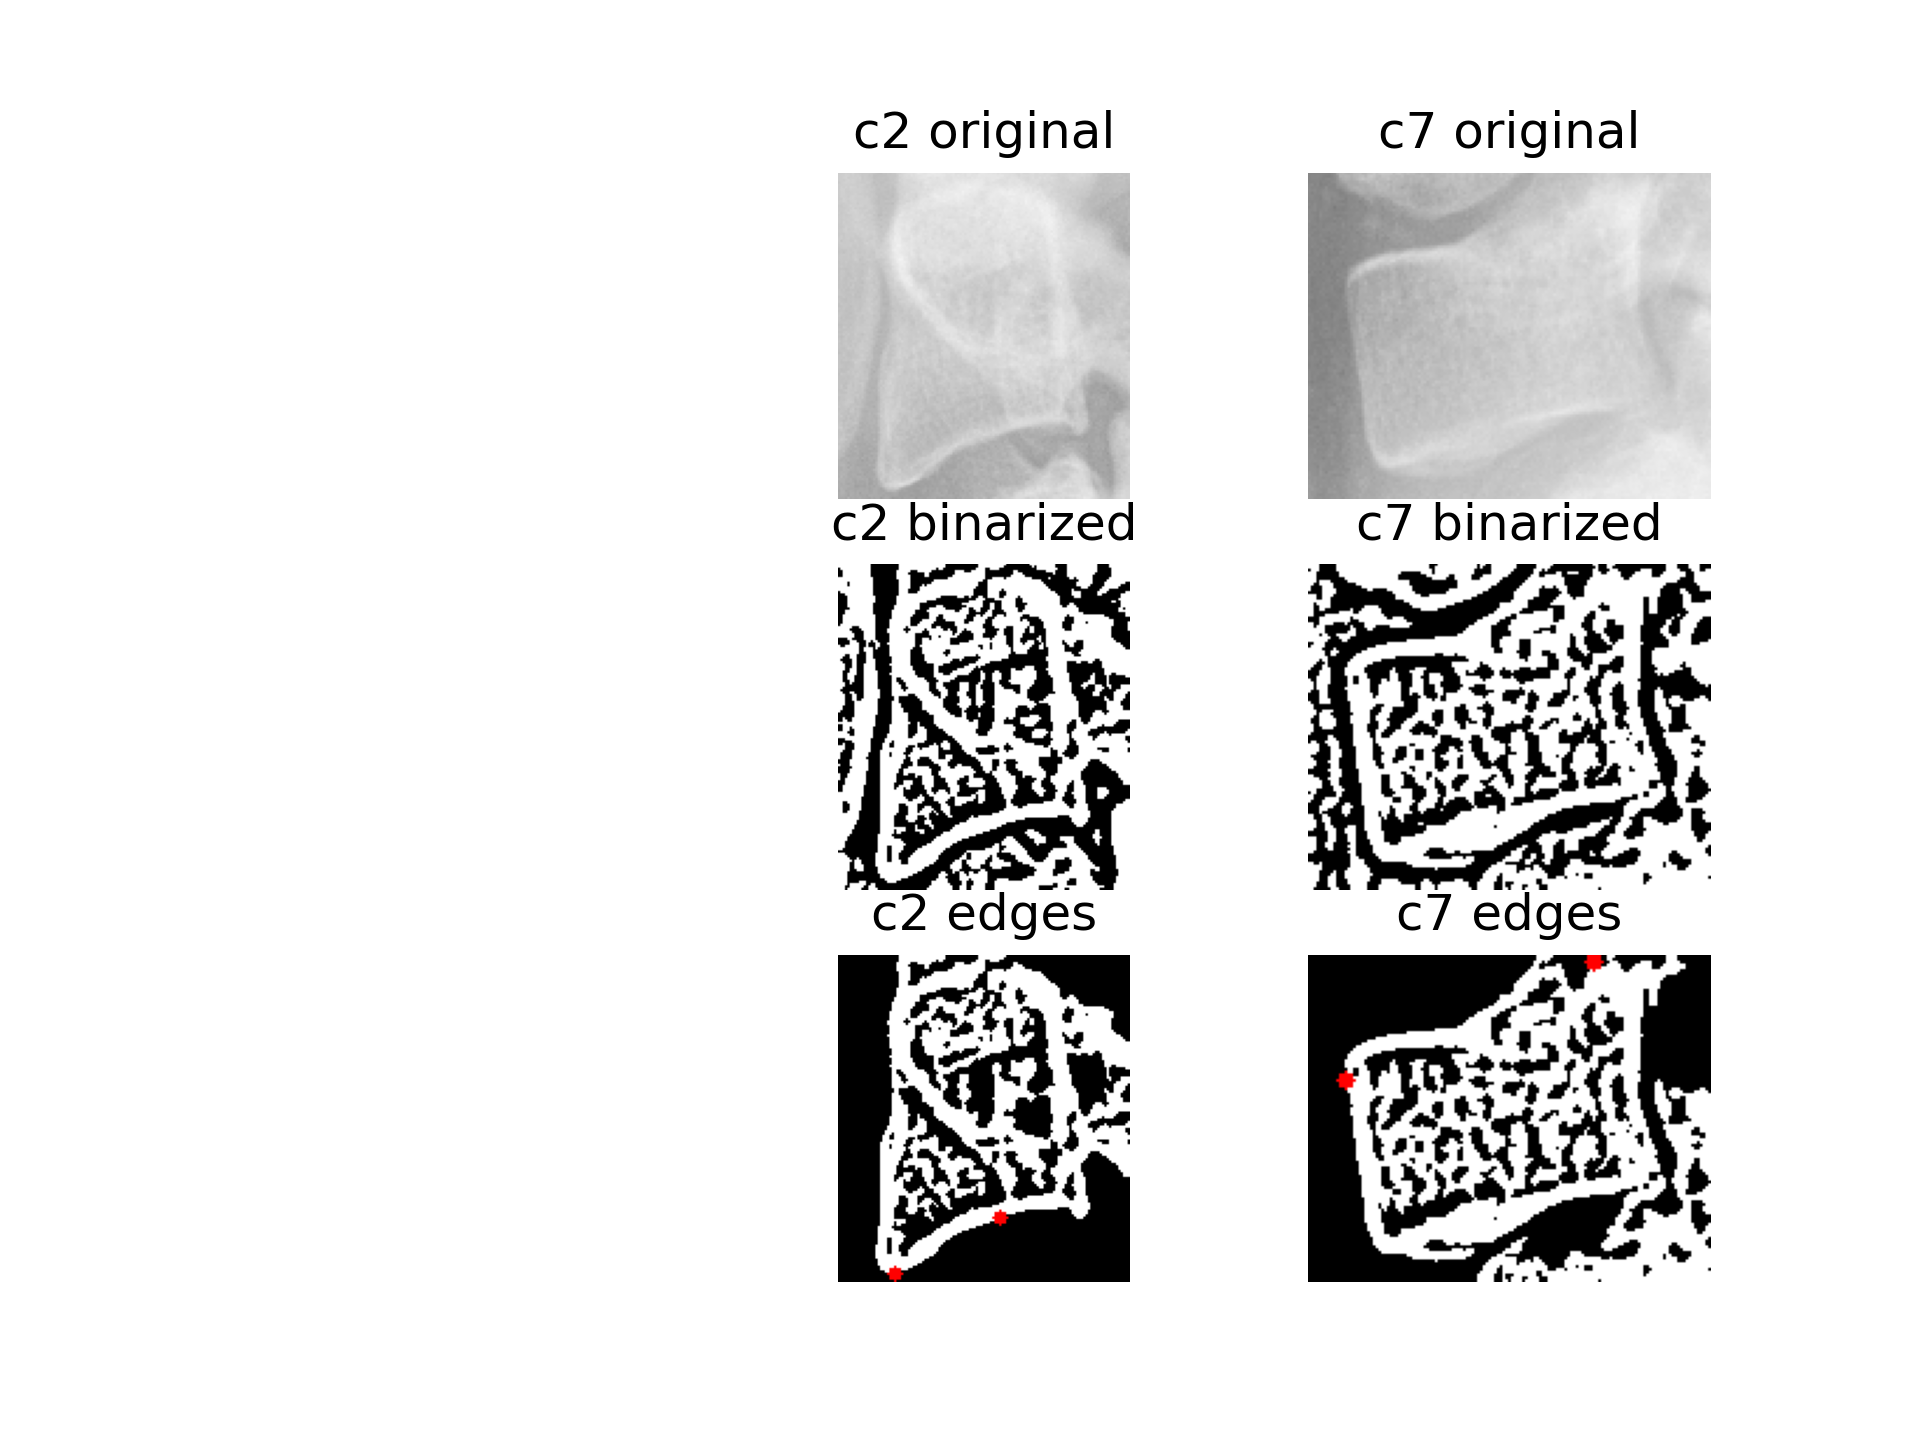 c2 original
c7 original
c2 binarized
c7 binarized
c2 edges
c7 edges